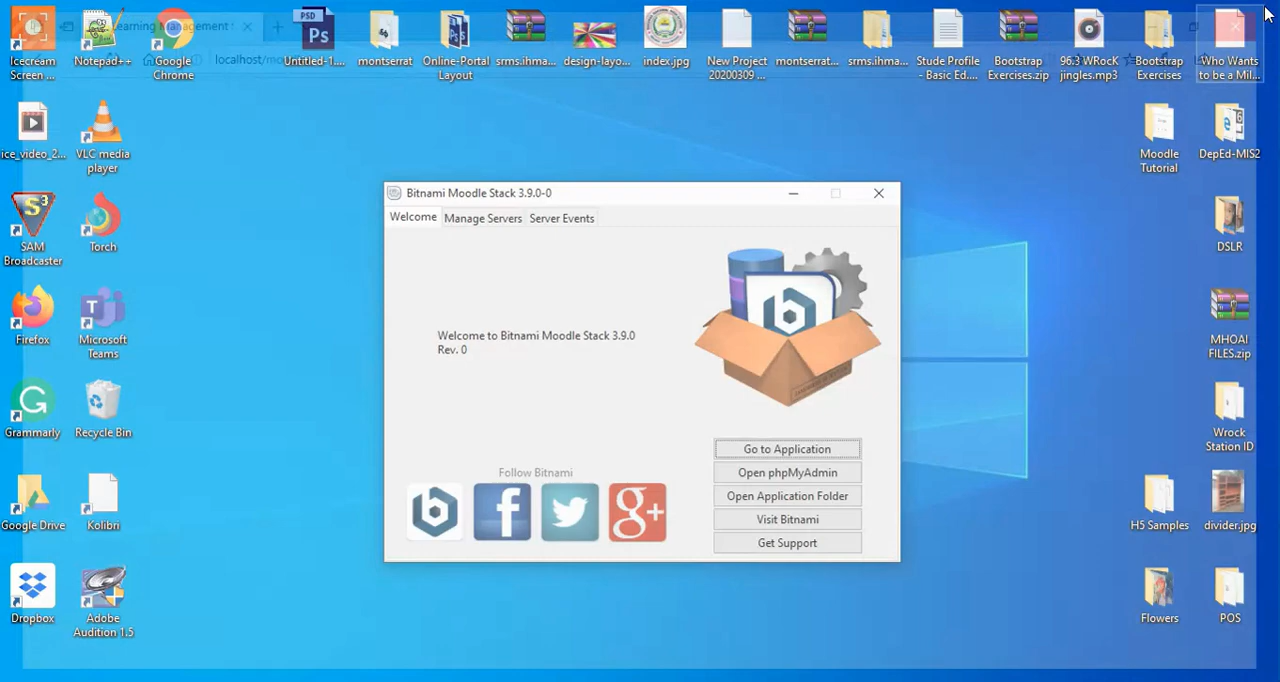 earning Management
localhost/mo
Icecream
Screen ...
Notepad++
Google
Chrome
PSD
Ps
Untitled-1....
montserrat
Online-Portal
Layout
srms.ihma...
design-layo...
index.jpg
New Project
20200309 ...
montserrat...
srms.ihma...
Stude Profile
- Basic Ed....
Bootstrap
Exercises.zip
96.3 WRocK
jingles.mp3
Bootstrap
Exercises
Who Wants
to be a Mil...
ice_video_2...
VLC media
player
Moodle
Tutorial
DepEd-MIS2
S3
SAM
Broadcaster
Torch
DSLR
Firefox
Microsoft
Teams
MHOAI
FILES.zip
Grammarly
Recycle Bin
Wrock
Station ID
Google Drive
Kolibri
H5 Samples
divider.jpg
Dropbox
Adobe
Audition 1.5
Flowers
POS
Bitnami Moodle Stack 3.9.0-0
Welcome
Manage Servers
Server Events
Welcome to Bitnami Moodle Stack 3.9.0
Rev. 0
Go to Application
Open phpMyAdmin
Open Application Folder
Visit Bitnami
Get Support
Follow Bitnami
b
f
g+